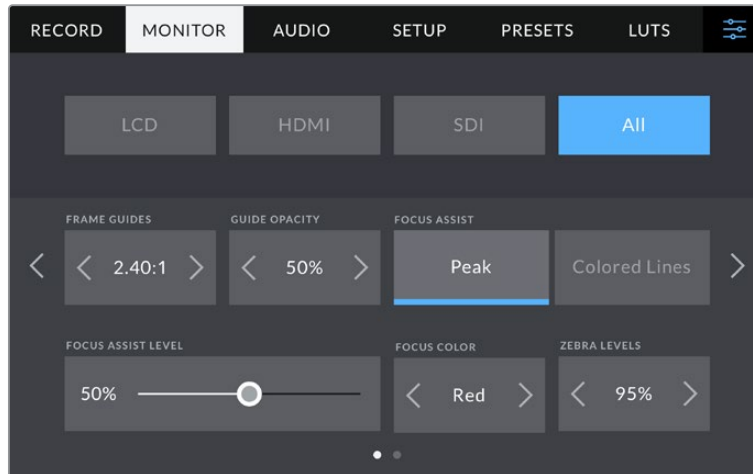 RECORD MONITOR AUDIO SETUP PRESETS LUTS
LCD HDMI SDI All
FRAME GUIDES GUIDE OPACITY FOCUS ASSIST
2.40:1 50% Peak Colored Lines
FOCUS ASSIST LEVEL FOCUS COLOR ZEBRA LEVELS
50% Red 95%